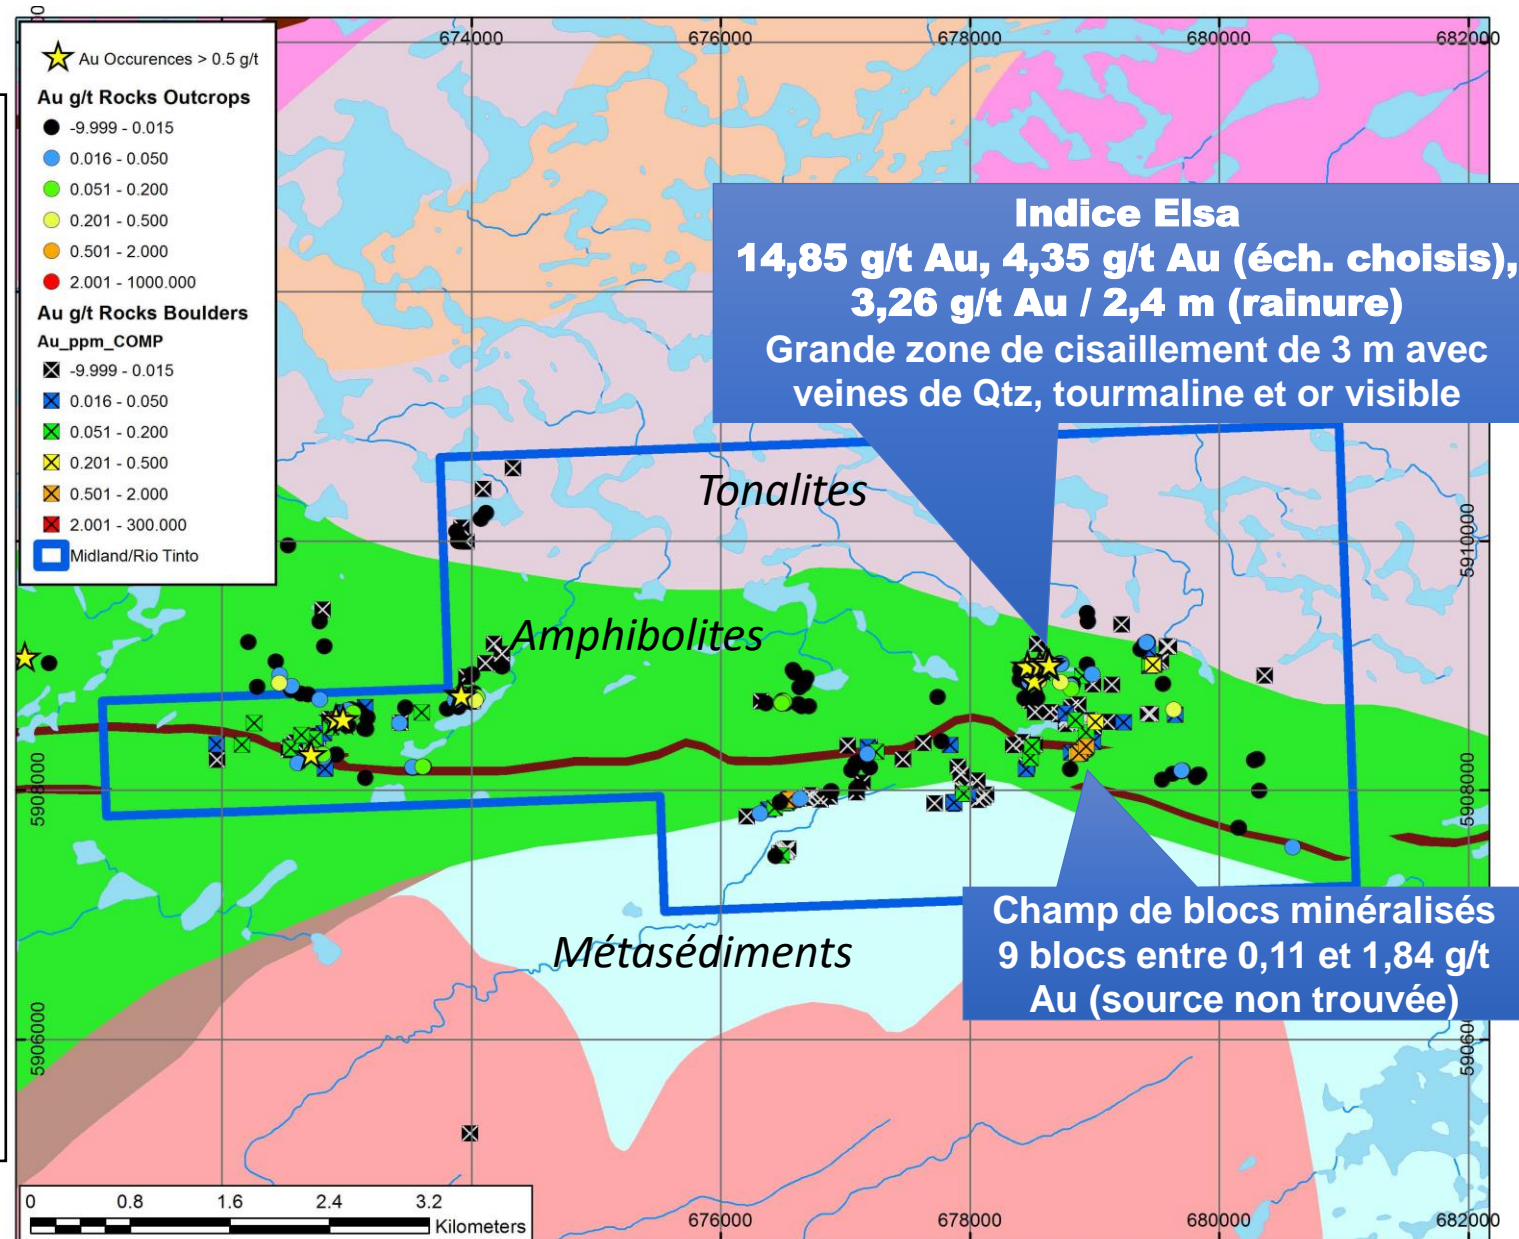 Au Occurences > 0.5 g/t
Au g/t Rocks Outcrops
-9.999 - 0.015
0.016 - 0.050
0.051 - 0.200
0.201 - 0.500
0.501 - 2.000
2.001 - 1000.000
Au g/t Rocks Boulders
Au_ppm_COMP
-9.999 - 0.015
0.016 - 0.050
0.051 - 0.200
0.201 - 0.500
0.501 - 2.000
2.001 - 300.000
Midland/Rio Tinto
674000
676000
678000
680000
682000
Indice Elsa
14,85 g/t Au, 4,35 g/t Au (éch. choisis),
3,26 g/t Au / 2,4 m (rainure)
Grande zone de cisaillement de 3 m avec
veines de Qtz, tourmaline et or visible
Tonalites
5910000
Amphibolites
5908000
5908000
Champ de blocs minéralisés
9 blocs entre 0,11 et 1,84 g/t
Au (source non trouvée)
Métasédiments
5906000
0 0.8 1.6 2.4 3.2
Kilometers
676000
678000
680000
682000